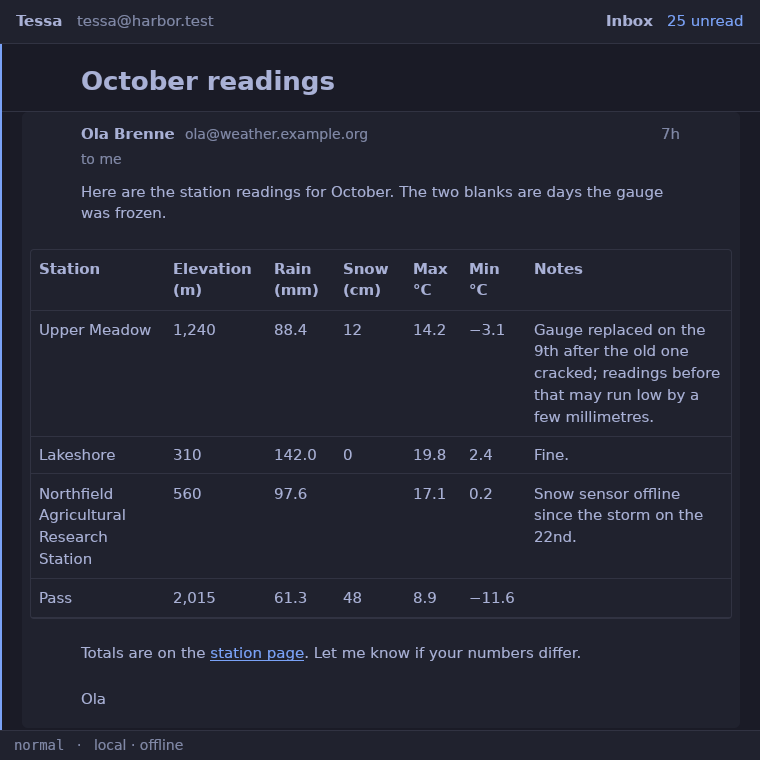 Tessa tessa@harbor.test Inbox 25 unread
October readings
Ola Brenne ola@weather.example.org 7h
to me
Here are the station readings for October. The two blanks are days the gauge
was frozen.
Station Elevation (m) Rain (mm) Snow (cm) Max °C Min °C Notes
Upper Meadow 1,240 88.4 12 14.2 −3.1 Gauge replaced on the
9th after the old one
cracked; readings before
that may run low by a
few millimetres.
Lakeshore 310 142.0 0 19.8 2.4 Fine.
Northfield Agricultural Research Station 560 97.6 17.1 0.2 Snow sensor offline
since the storm on the
22nd.
Pass 2,015 61.3 48 8.9 −11.6
Totals are on the station page. Let me know if your numbers differ.
Ola
normal · local · offline